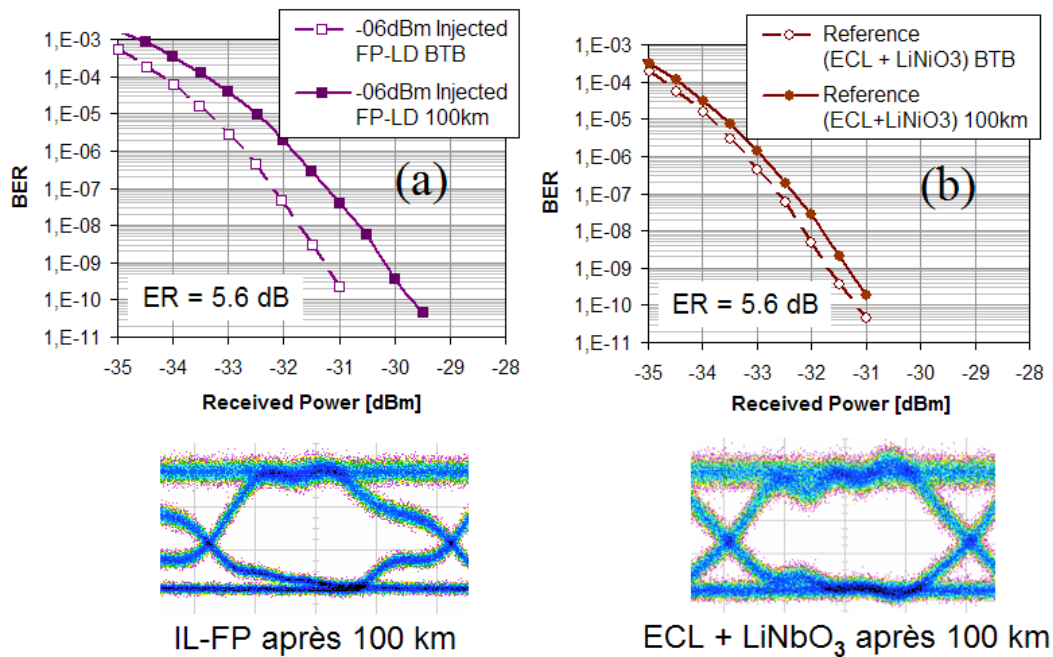 -06dBm Injected
FP-LD BTB
-06dBm Injected
FP-LD 100km
1,E-03
1,E-04
1,E-05
1,E-06
1,E-07
1,E-08
1,E-09
1,E-10
1,E-11
BER
(a)
ER = 5.6 dB
-35 -34 -33 -32 -31 -30 -29 -28
Received Power [dBm]
Reference
(ECL + LiNiO3) BTB
Reference
(ECL+LiNiO3) 100km
1,E-02
1,E-03
1,E-04
1,E-05
1,E-06
1,E-07
1,E-08
1,E-09
1,E-10
1,E-11
BER
(b)
ER = 5.6 dB
-35 -34 -33 -32 -31 -30 -29 -28
Received Power [dBm]
IL-FP après 100 km
ECL + LiNbO₃ après 100 km